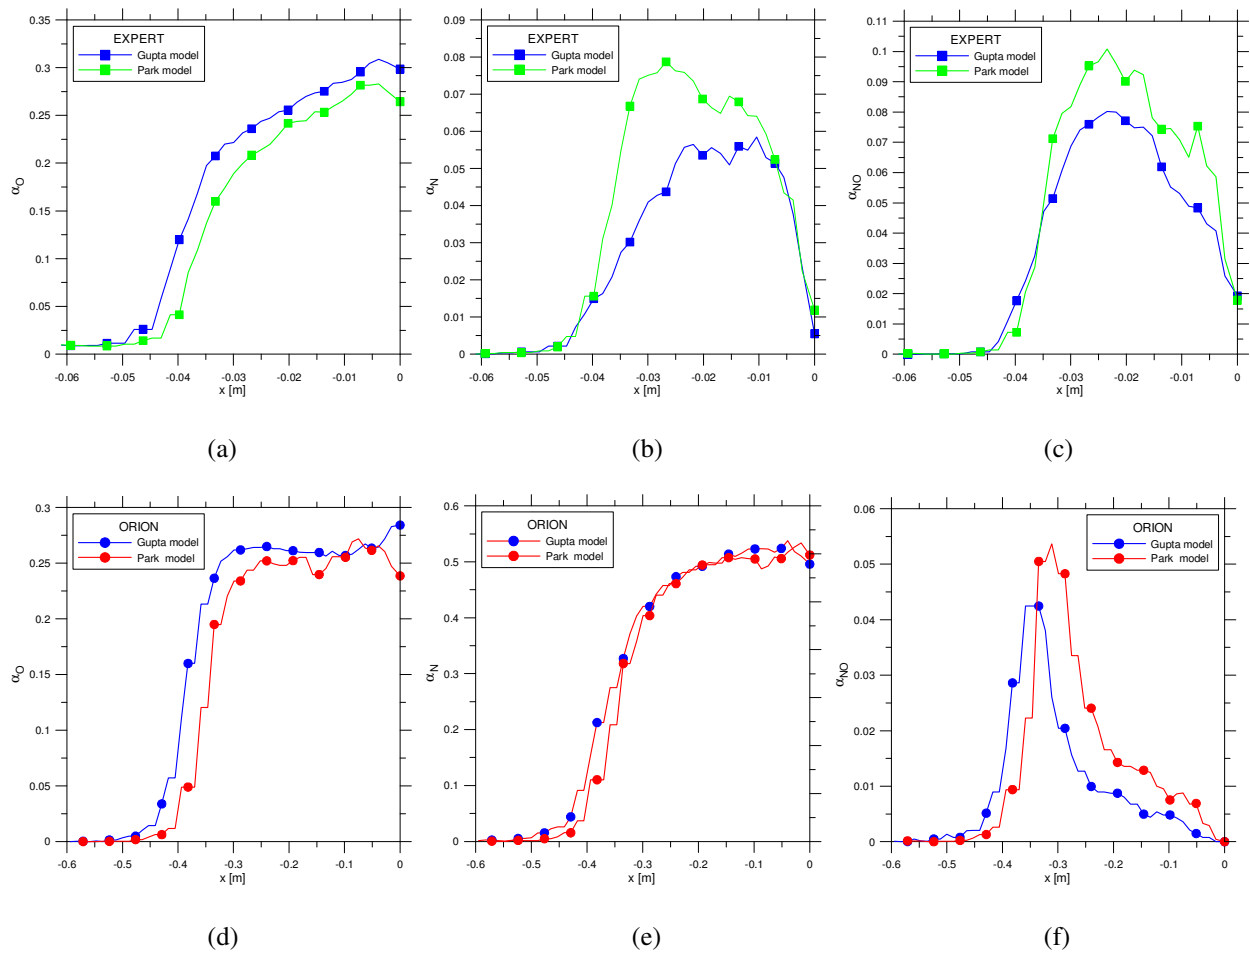 EXPERT
Gupta model
Park model
0.35
0.3
0.25
0.2
0.15
0.1
0.05
0
αO
-0.06 -0.05 -0.04 -0.03 -0.02 -0.01 0
x [m]
(a)
EXPERT
Gupta model
Park model
0.09
0.08
0.07
0.06
0.05
0.04
0.03
0.02
0.01
0
αN
-0.06 -0.05 -0.04 -0.03 -0.02 -0.01 0
x [m]
(b)
EXPERT
Gupta model
Park model
0.11
0.1
0.09
0.08
0.07
0.06
0.05
0.04
0.03
0.02
0.01
0
αNO
-0.06 -0.05 -0.04 -0.03 -0.02 -0.01 0
x [m]
(c)
ORION
Gupta model
Park model
0.3
0.25
0.2
0.15
0.1
0.05
0
αO
-0.6 -0.5 -0.4 -0.3 -0.2 -0.1 0
x [m]
(d)
ORION
Gupta model
Park model
0.6
0.5
0.4
0.3
0.2
0.1
0
αN
-0.6 -0.5 -0.4 -0.3 -0.2 -0.1 0
x [m]
(e)
ORION
Gupta model
Park model
0.06
0.05
0.04
0.03
0.02
0.01
0
αNO
-0.6 -0.5 -0.4 -0.3 -0.2 -0.1 0
x [m]
(f)